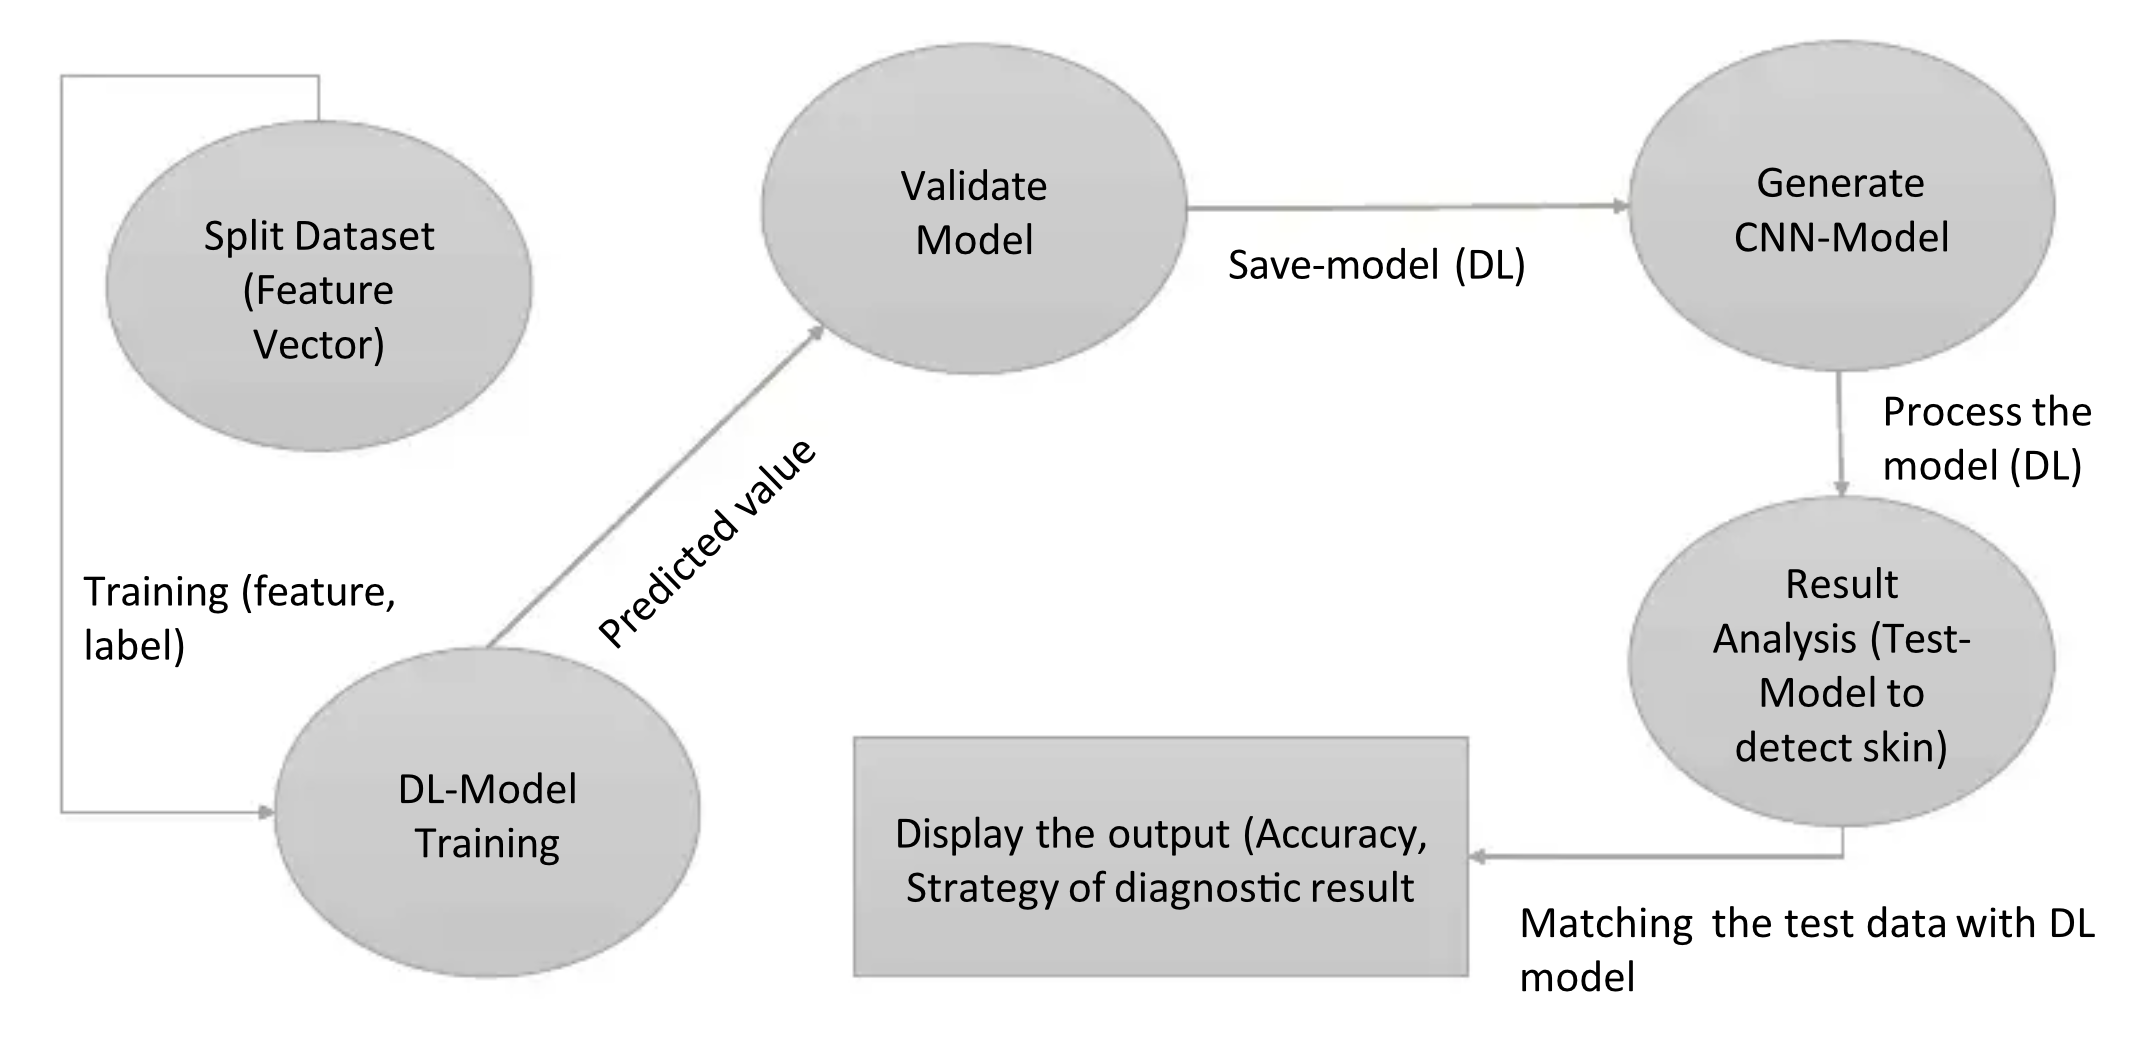 Split Dataset
(Feature
Vector)
Training (feature,
label)
DL-Model
Training
Predicted value
Validate
Model
Save-model (DL)
Generate
CNN-Model
Process the
model (DL)
Result
Analysis (Test-
Model to
detect skin)
Matching the test data with DL
model
Display the output (Accuracy,
Strategy of diagnostic result